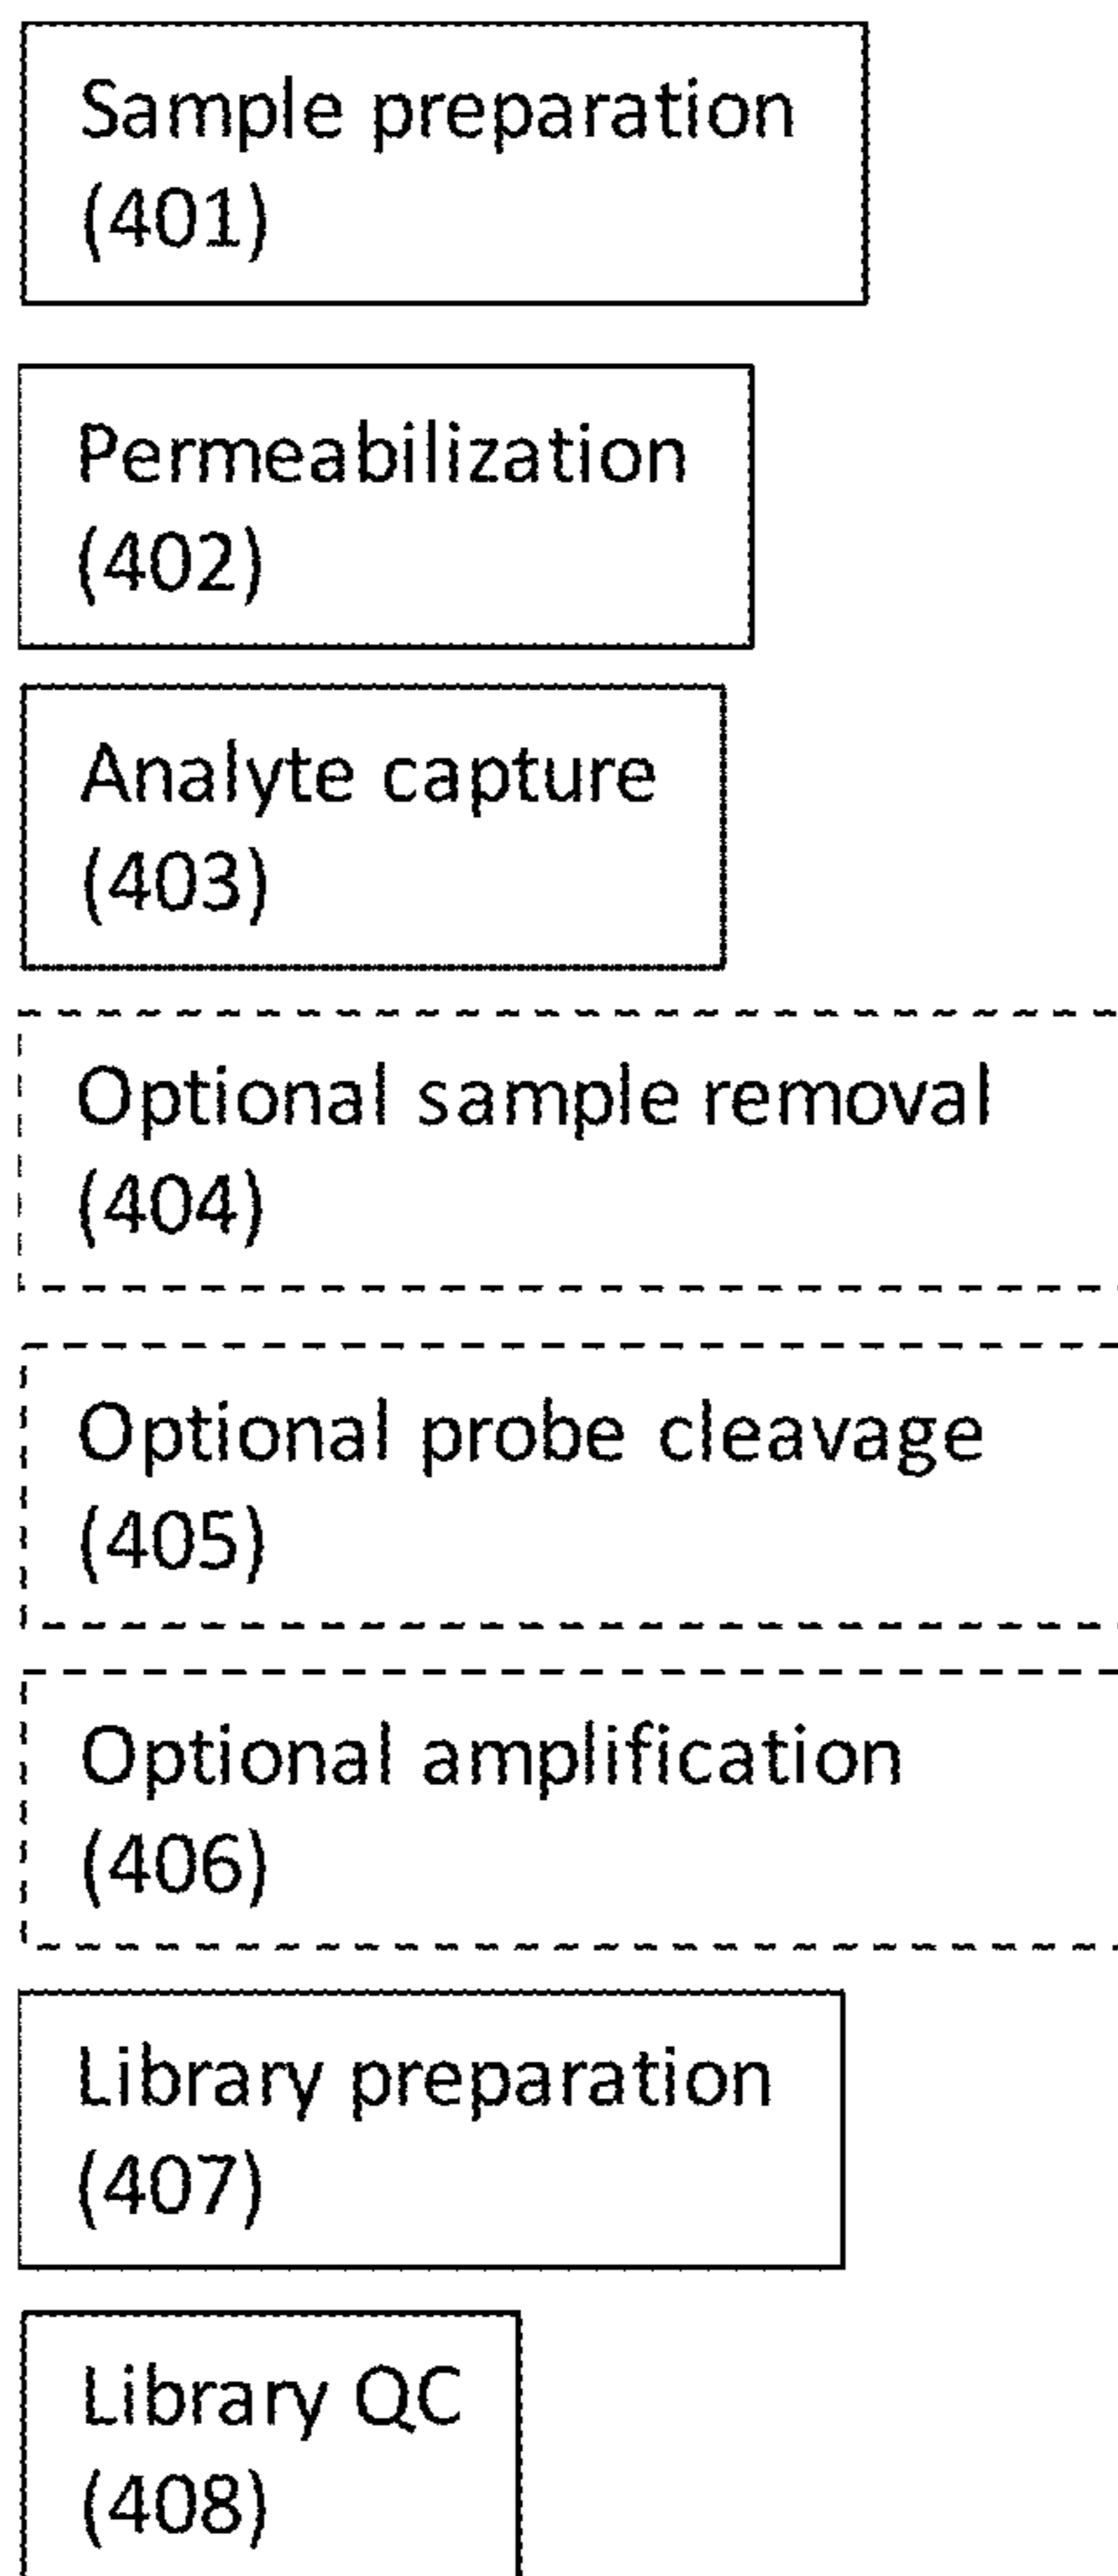 Sample preparation
(401)
Permeabilization
(402)
Analyte capture
(403)
Optional sample removal
(404)
Optional probe cleavage
(405)
Optional amplification
(406)
Library preparation
(407)
Library QC
(408)